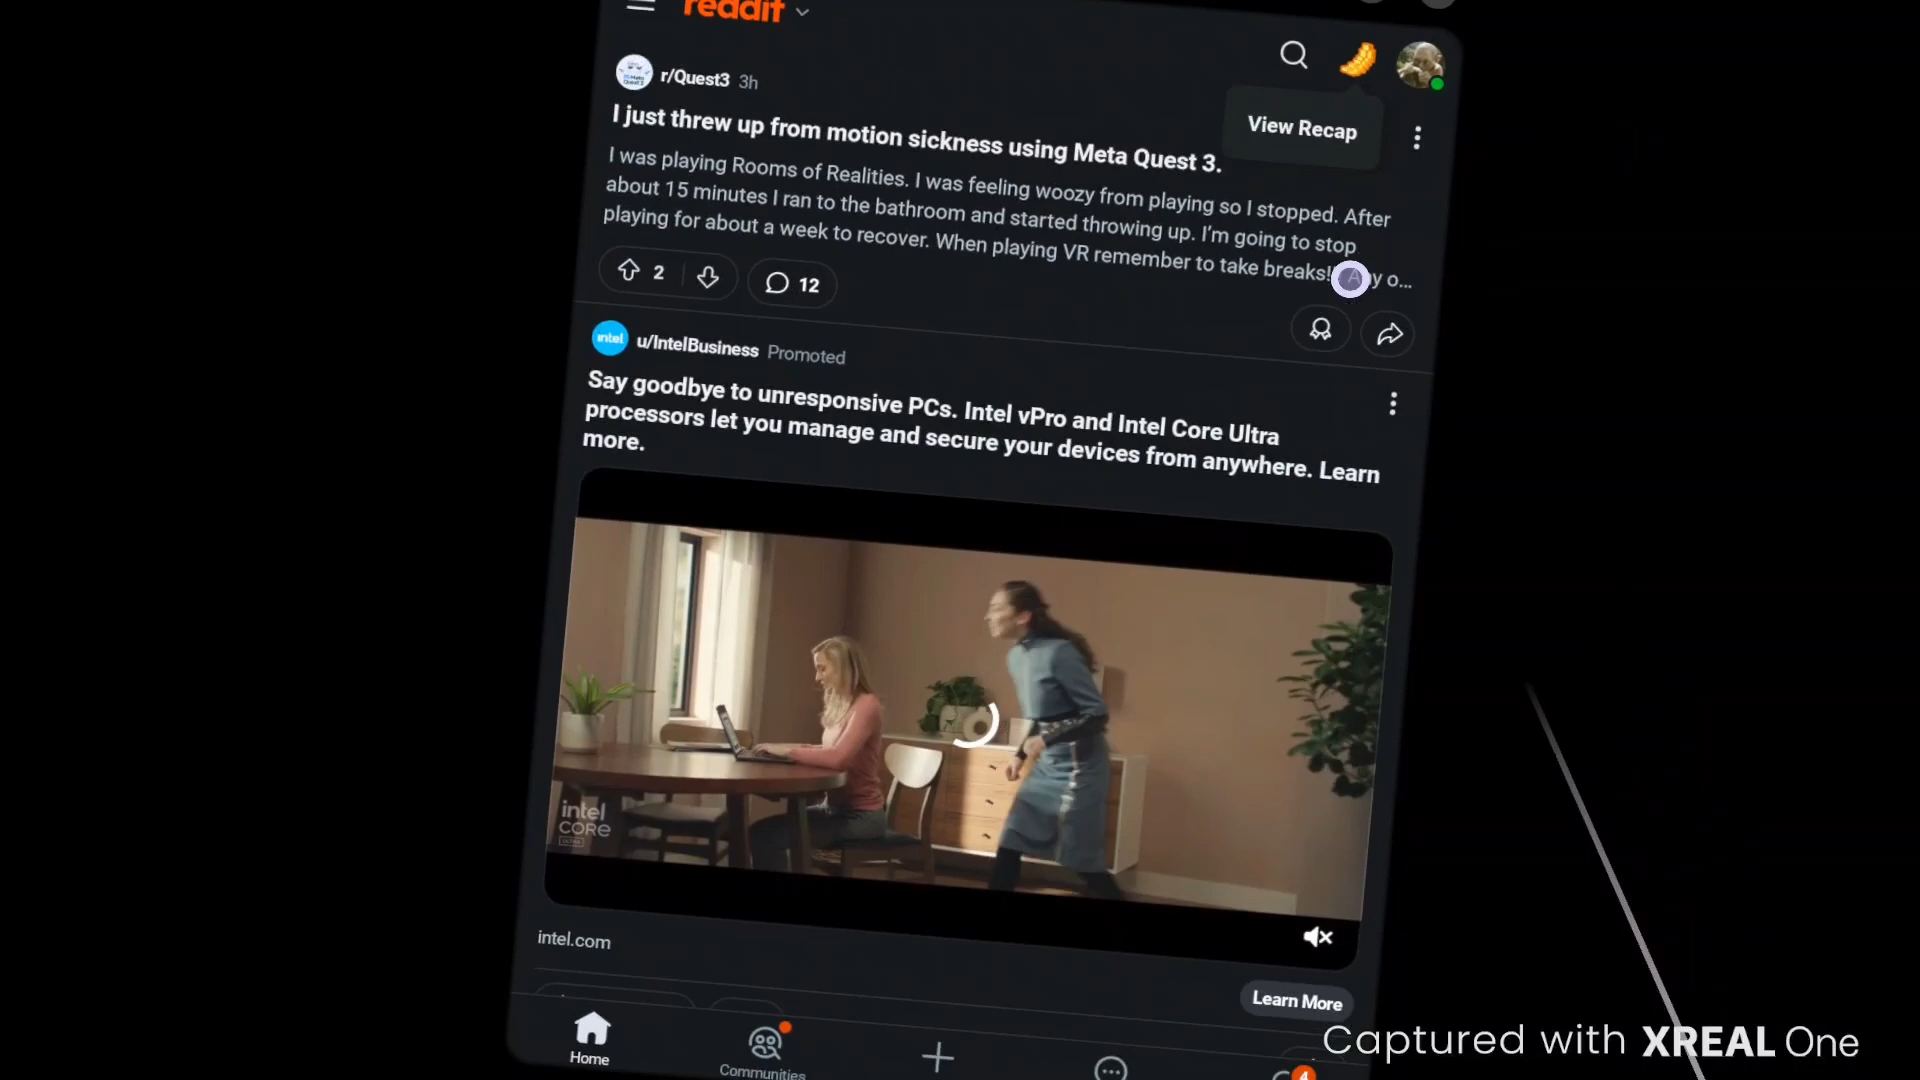 reddit
r/Quest3 3h
View Recap
I just threw up from motion sickness using Meta Quest 3.
I was playing Rooms of Realities. I was feeling woozy from playing so I stopped. After
about 15 minutes I ran to the bathroom and started throwing up. I'm going to stop
playing for about a week to recover. When playing VR remember to take breaks!! Any o...
2
12
intel
u/IntelBusiness Promoted
Say goodbye to unresponsive PCs. Intel vPro and Intel Core Ultra
processors let you manage and secure your devices from anywhere. Learn
more.
intel
CORE
ULTRA
intel.com
Learn More
Home
Communities
4
Captured with XREAL One